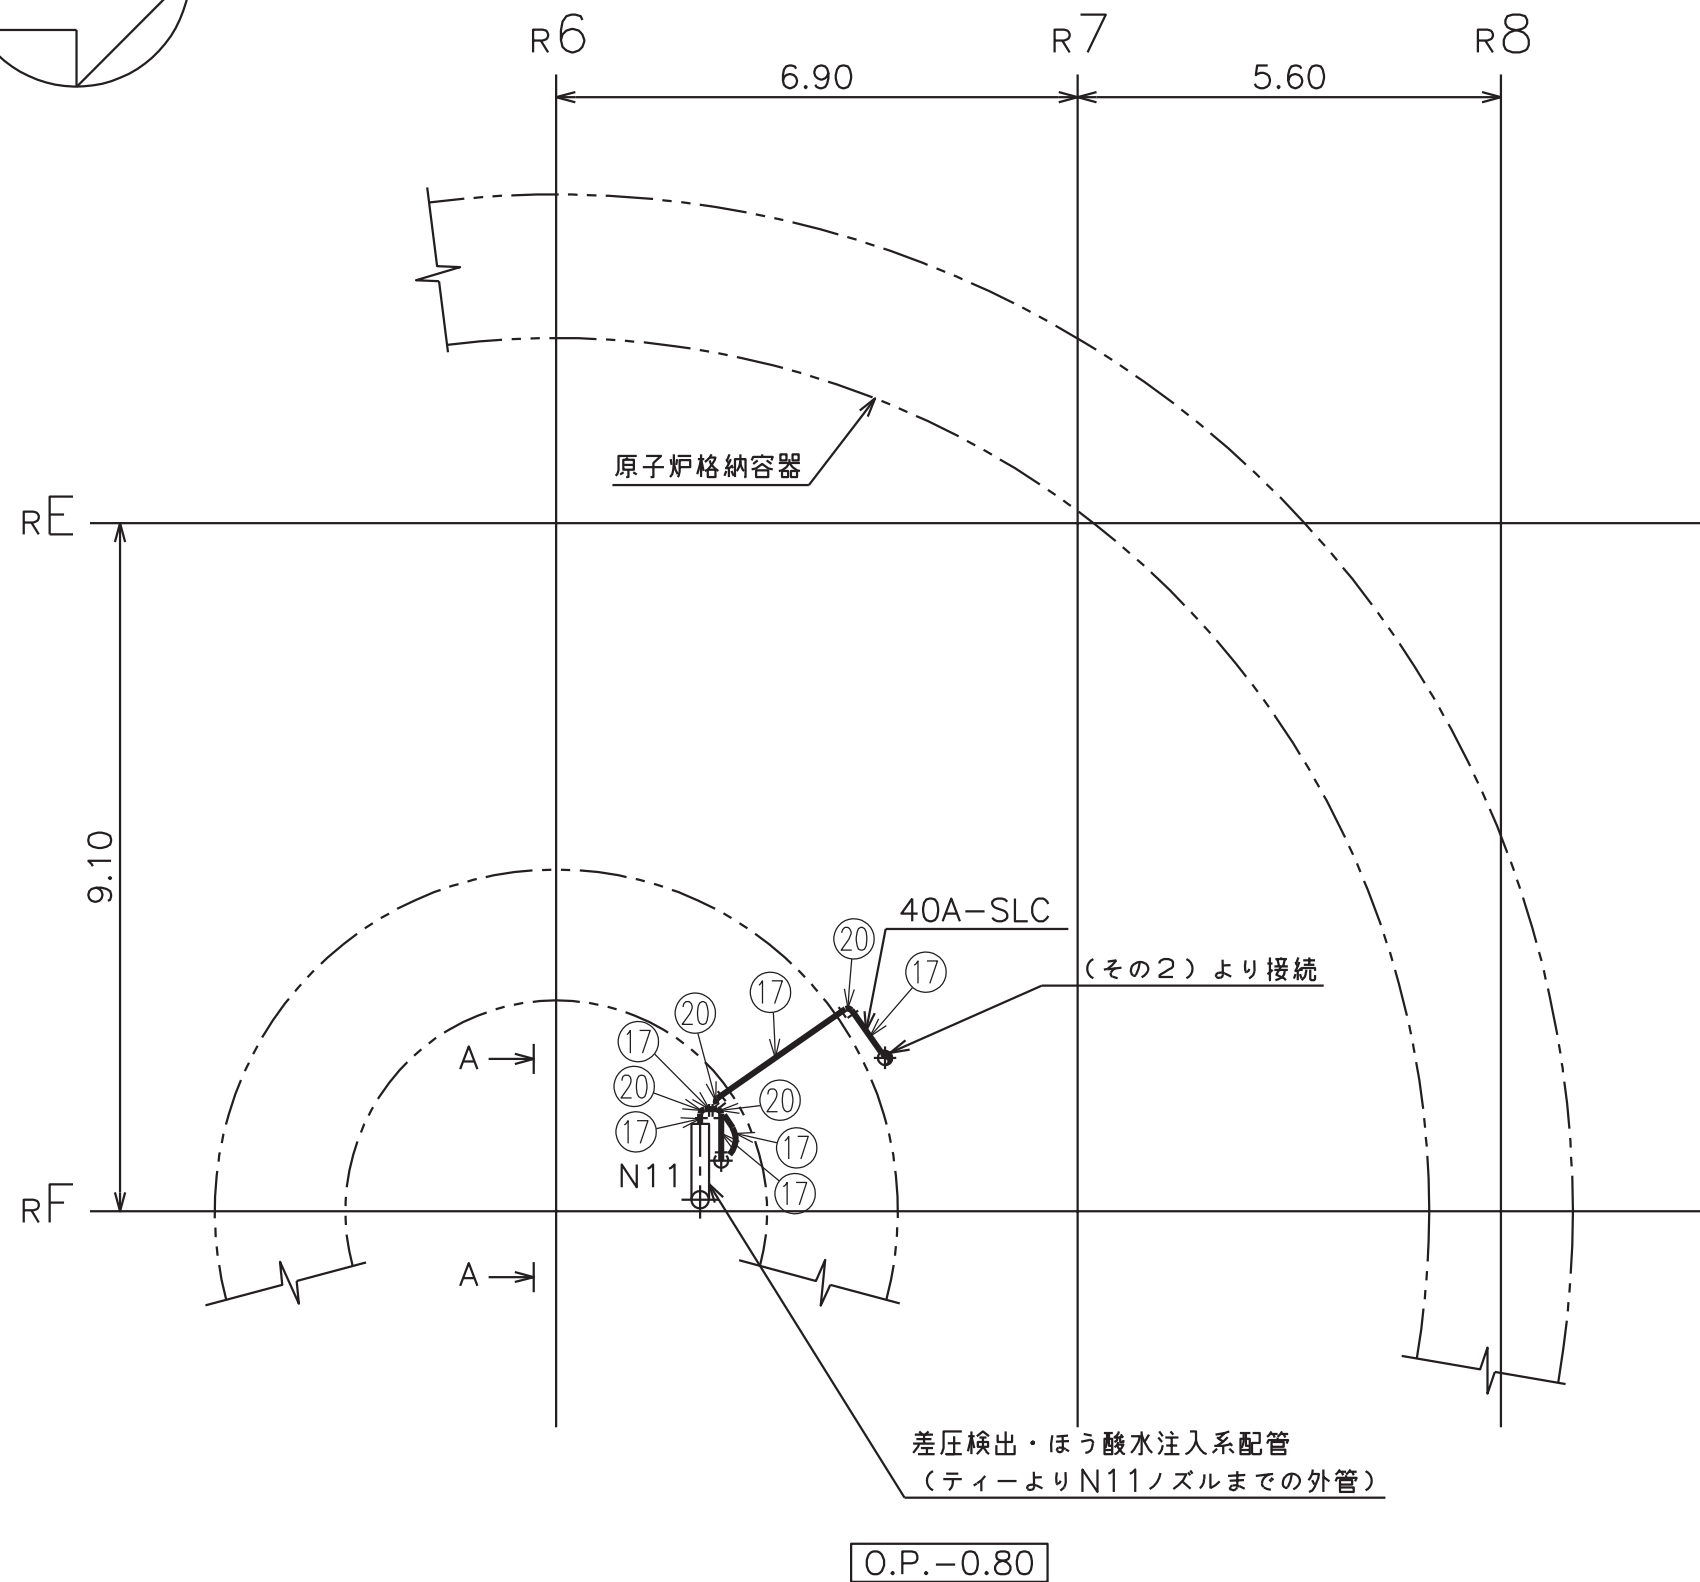 R6
R7
R8
6.90
5.60
原子炉格納容器
RE
9.10
40A-SLC
20
17
(その2)より接続
17
20
17
A
20
20
17
17
N11
17
RF
A
差圧検出・ほう酸水注入系配管
(ティーよりN11ノズルまでの外管)
O.P.-0.80